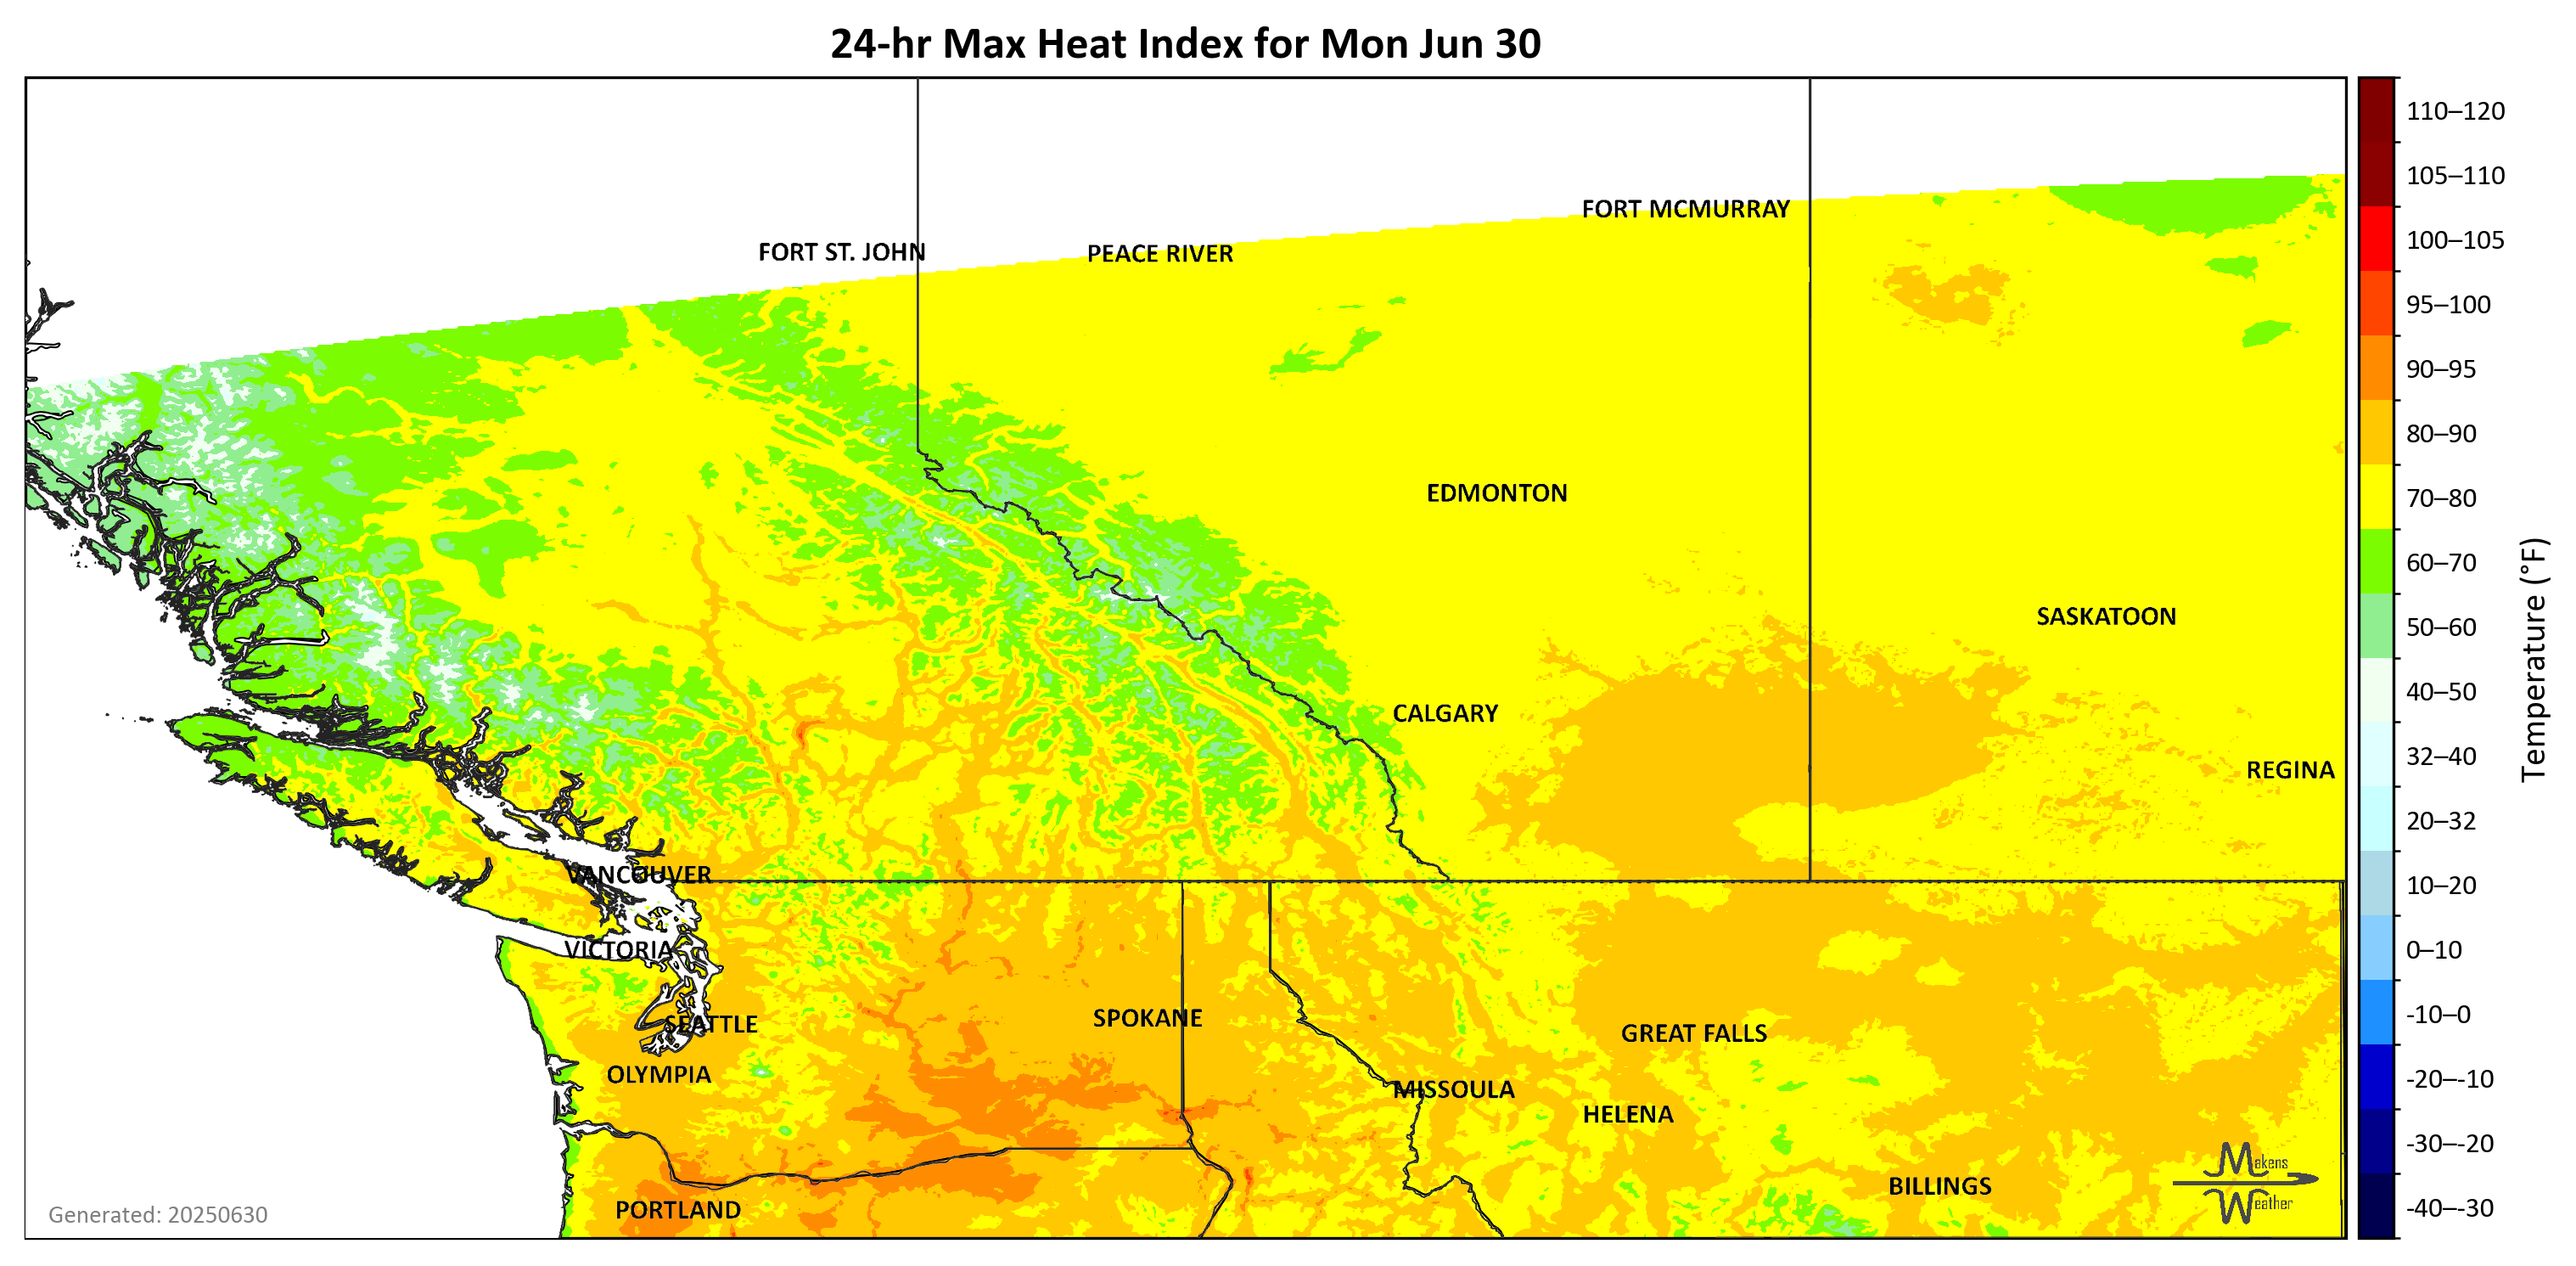 24-hr Max Heat Index for Mon Jun 30
FORT MCMURRAY
FORT ST. JOHN
PEACE RIVER
EDMONTON
SASKATOON
CALGARY
REGINA
VANCOUVER
VICTORIA
SEATTLE
SPOKANE
GREAT FALLS
OLYMPIA
MISSOULA
HELENA
BILLINGS
PORTLAND
Makens
Weather
Generated: 20250630
110–120
105–110
100–105
95–100
90–95
80–90
70–80
60–70
50–60
40–50
32–40
20–32
10–20
0–10
-10–0
-20–-10
-30–-20
-40–-30
Temperature (°F)